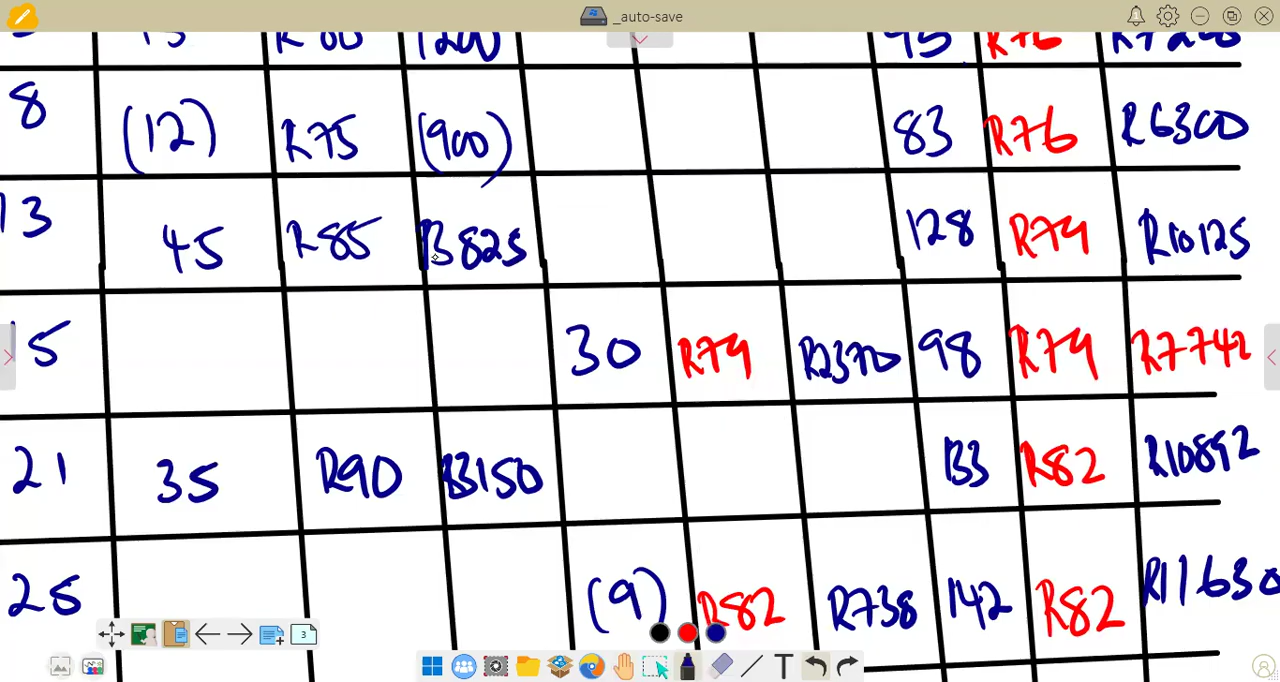 _auto-save
8 (12) R75 (900) 83 R76 R6300
13 45 R85 R3825 128 R79 R10125
15 30 R79 R2370 98 R79 R7742
21 35 R90 R3150 133 R82 R10892
25 (9) R82 R738 142 R82 R11630
3